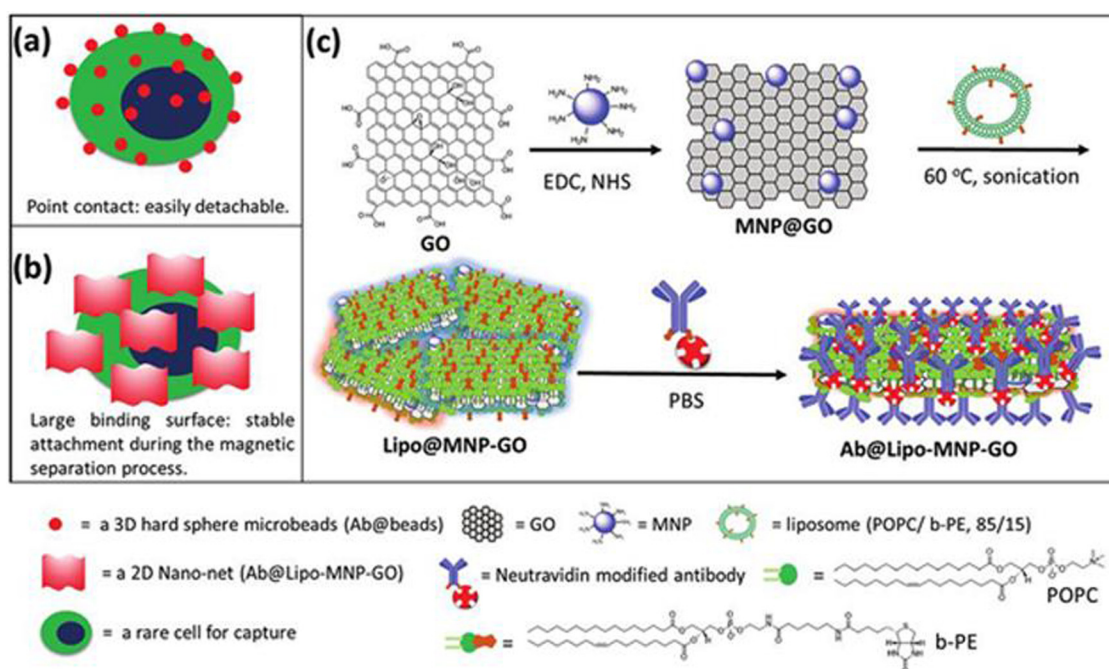 (a)
Point contact: easily detachable.
(b)
Large binding surface: stable
attachment during the magnetic
separation process.
(c)
GO
EDC, NHS
MNP@GO
60 °C, sonication
Lipo@MNP-GO
PBS
Ab@Lipo-MNP-GO
= a 3D hard sphere microbeads (Ab@beads)
= GO
= MNP
= liposome (POPC/ b-PE, 85/15)
= a 2D Nano-net (Ab@Lipo-MNP-GO)
= Neutravidin modified antibody
=
POPC
= a rare cell for capture
=
b-PE